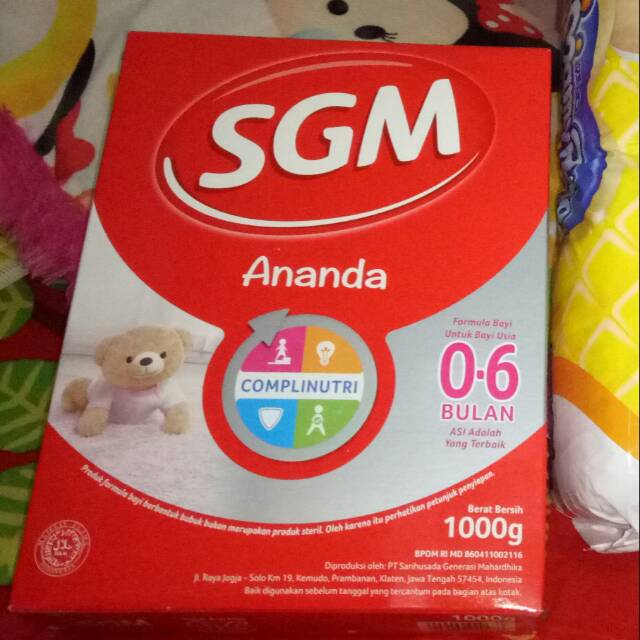 SGM
Ananda
COMPLINUTRI
Formula Bayi
Untuk Bayi Usia
0-6
BULAN
ASI Adalah
Yang Terbaik
Produk formula bayi berbentuk bubuk bukan merupakan produk steril. Oleh karena itu perhatikan petunjuk penyiapan.
Berat Bersih
1000g
BPOM RI MD 860411002116
Diproduksi oleh: PT Sarihusada Generasi Mahardhika
Jl. Raya Jogja - Solo Km 19, Kemudo, Prambanan, Klaten, Jawa Tengah 57454, Indonesia
Baik digunakan sebelum tanggal yang tercantum pada bagian atas kotak.
1000g